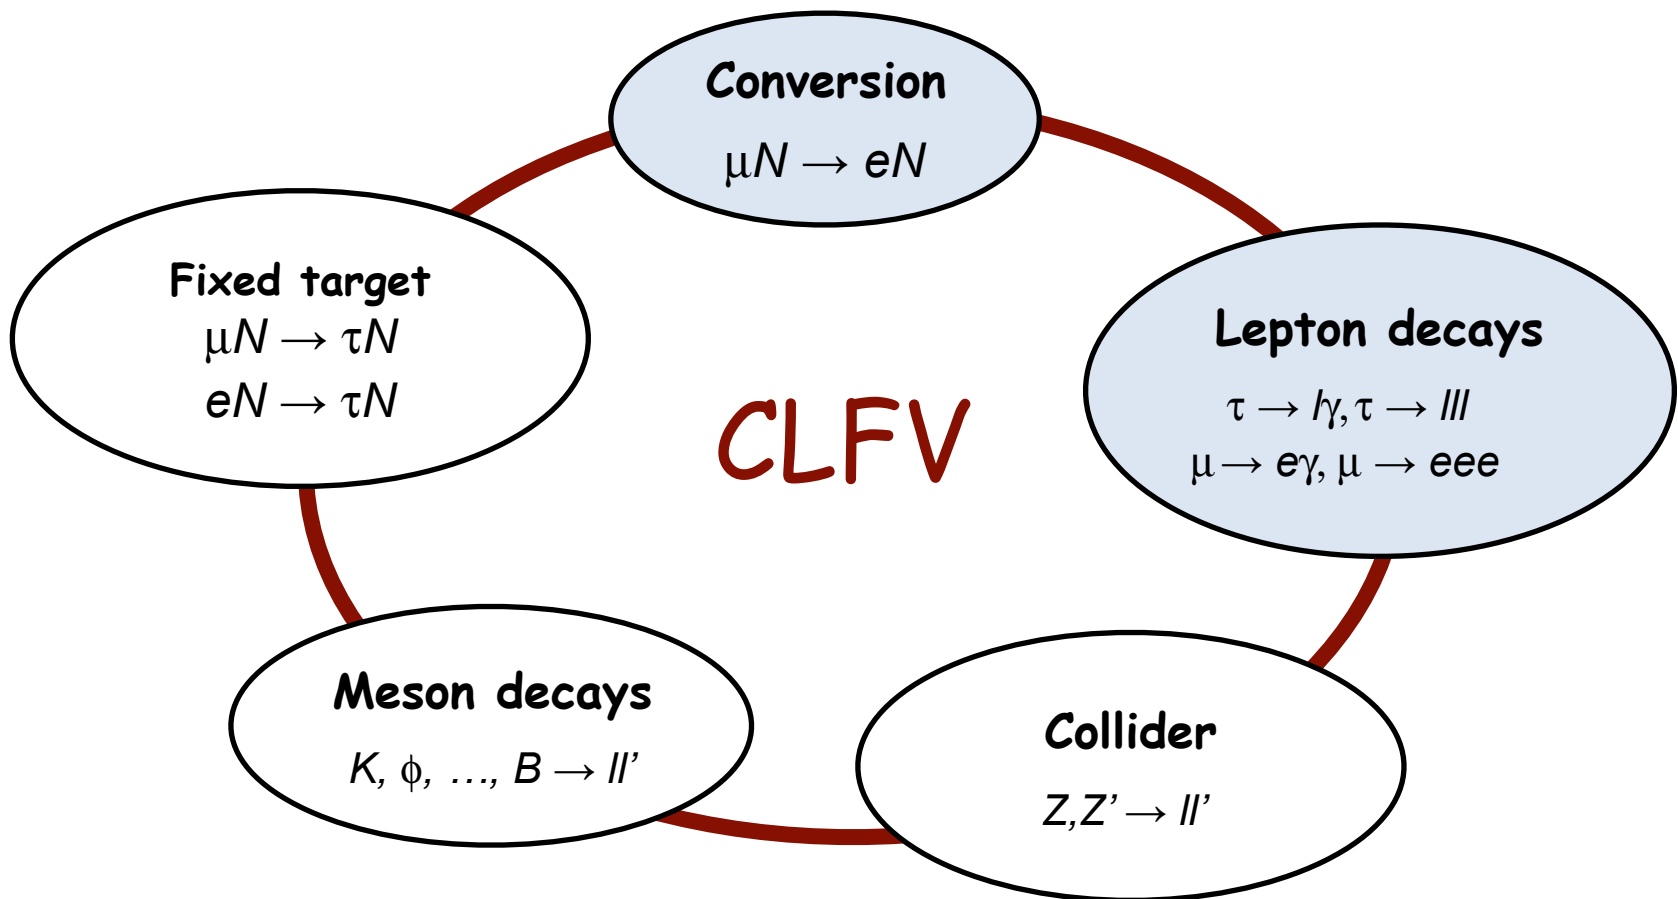 Conversion
μN → eN
Fixed target
μN → τN
eN → τN
Lepton decays
τ → lγ, τ → lll
μ → eγ, μ → eee
CLFV
Meson decays
K, ϕ, …, B → ll’
Collider
Z,Z’ → ll’